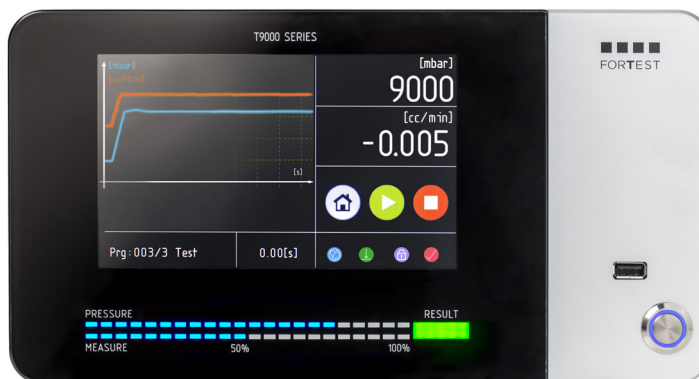 T9000 SERIES
[mbar]
[cc/min]
[s]
[mbar]
9000
[cc/min]
-0.005
Prg:003/3 Test
0.00[s]
FORTEST
PRESSURE
RESULT
MEASURE
50%
100%